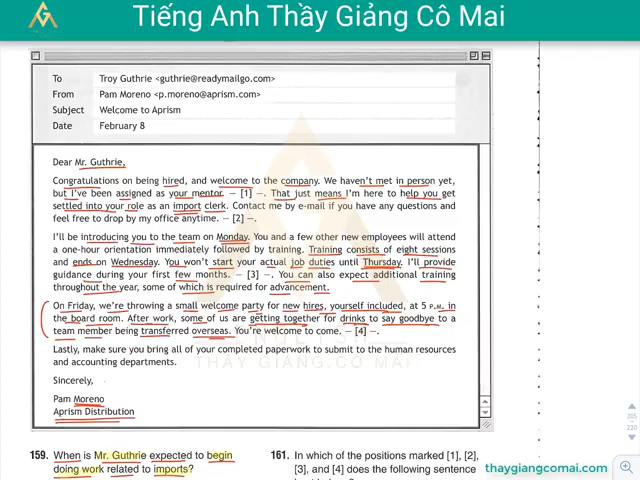 Tiếng Anh Thầy Giảng Cô Mai
To Troy Guthrie <guthrie@readymailgo.com>
From Pam Moreno <p.moreno@aprism.com>
Subject Welcome to Aprism
Date February 8
Dear Mr. Guthrie,
Congratulations on being hired, and welcome to the company. We haven't met in person yet,
but I've been assigned as your mentor. — [1] —. That just means I'm here to help you get
settled into your role as an import clerk. Contact me by e-mail if you have any questions and
feel free to drop by my office anytime. — [2] —.
I'll be introducing you to the team on Monday. You and a few other new employees will attend
a one-hour orientation immediately followed by training. Training consists of eight sessions
and ends on Wednesday. You won't start your actual job duties until Thursday. I'll provide
guidance during your first few months. — [3] —. You can also expect additional training
throughout the year, some of which is required for advancement.
On Friday, we're throwing a small welcome party for new hires, yourself included, at 5 P.M. in
the board room. After work, some of us are getting together for drinks to say goodbye to a
team member being transferred overseas. You're welcome to come. — [4] —.
Lastly, make sure you bring all of your completed paperwork to submit to the human resources
and accounting departments.
Sincerely,
Pam Moreno
Aprism Distribution
ENGLISH
THẦY GIẢNG.CÔ MAI
159. When is Mr. Guthrie expected to begin
doing work related to imports?
161. In which of the positions marked [1], [2],
[3], and [4] does the following sentence
220
thaygiangcomai.com